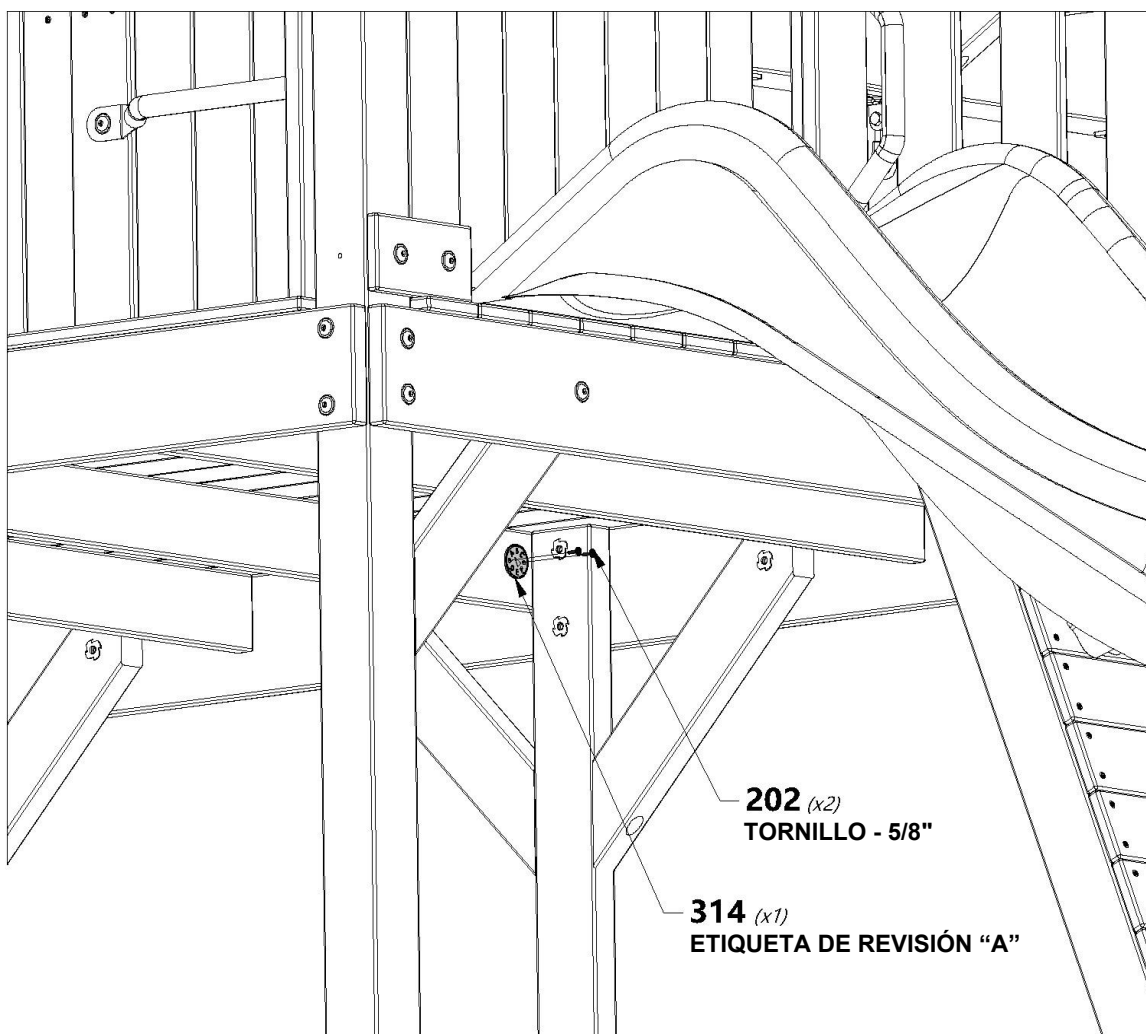 202 (x2)
TORNILLO - 5/8"
314 (x1)
ETIQUETA DE REVISIÓN “A”